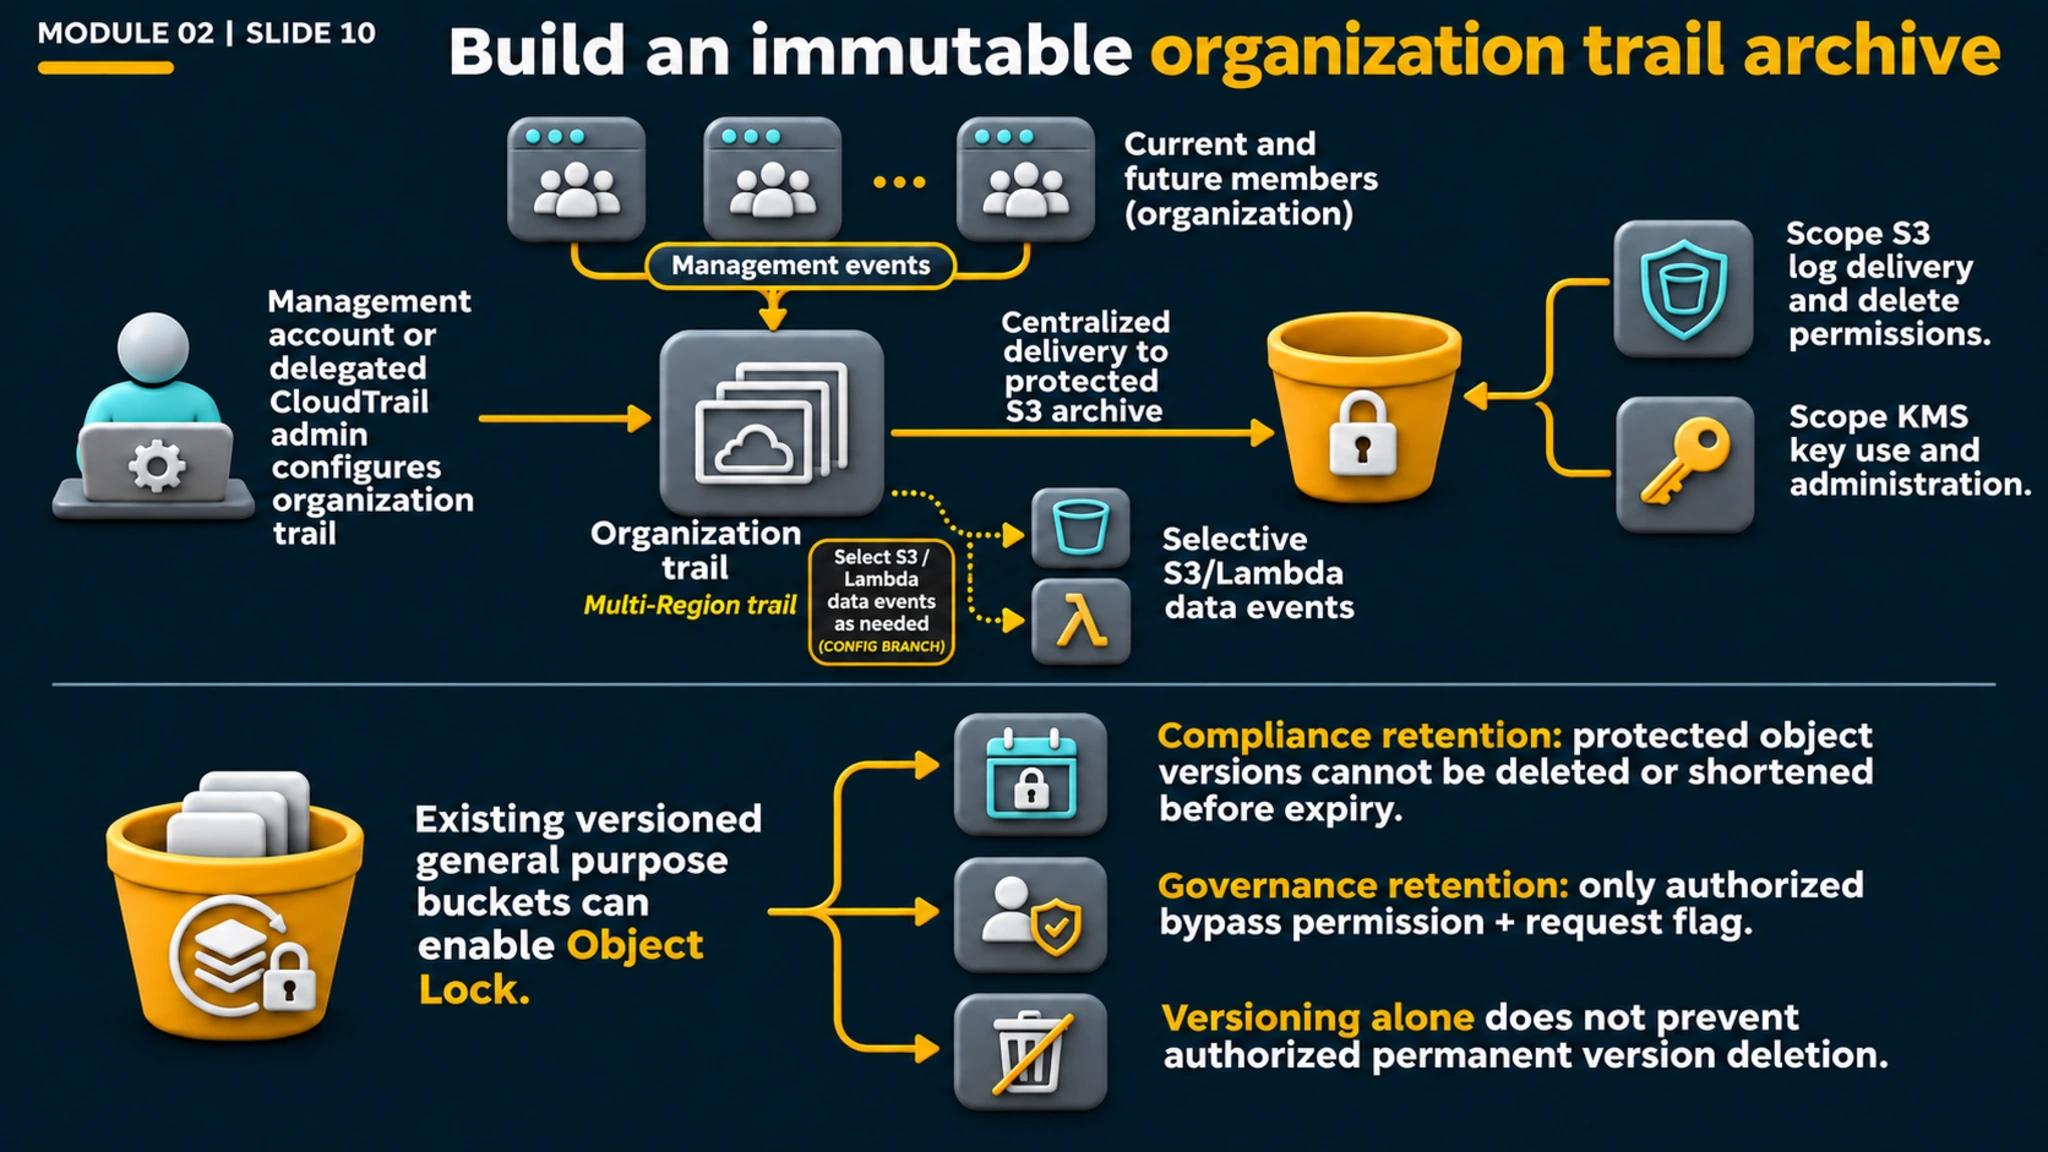 MODULE 02 | SLIDE 10
Build an immutable organization trail archive
Current and
future members
(organization)
Management events
Management
account or
delegated
CloudTrail
admin
configures
organization
trail
Organization
trail
Multi-Region trail
Select S3 /
Lambda
data events
as needed
(CONFIG BRANCH)
Centralized
delivery to
protected
S3 archive
Selective
S3/Lambda
data events
Scope S3
log delivery
and delete
permissions.
Scope KMS
key use and
administration.
Existing versioned
general purpose
buckets can
enable Object
Lock.
Compliance retention: protected object
versions cannot be deleted or shortened
before expiry.
Governance retention: only authorized
bypass permission + request flag.
Versioning alone does not prevent
authorized permanent version deletion.